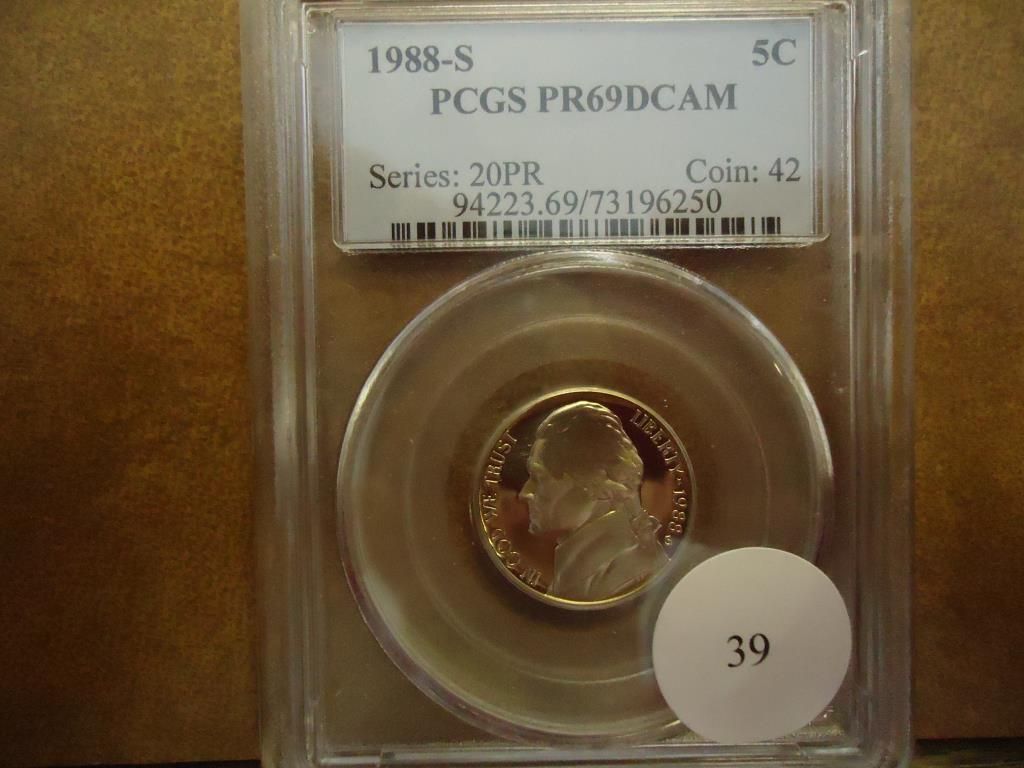 1988-S 5C
PCGS PR69DCAM
Series: 20PR Coin: 42
94223.69/73196250
IN GOD WE TRUST
LIBERTY 1988 S
39